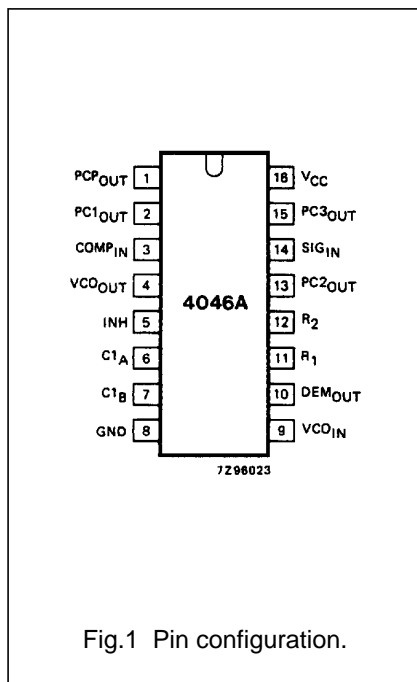 PCPOUT 1 16 VCC
PC1OUT 2 15 PC3OUT
COMPIN 3 14 SIGIN
VCOOUT 4 13 PC2OUT
4046A
INH 5 12 R2
C1A 6 11 R1
C1B 7 10 DEMOUT
GND 8 9 VCOIN
7Z96023
Fig.1 Pin configuration.